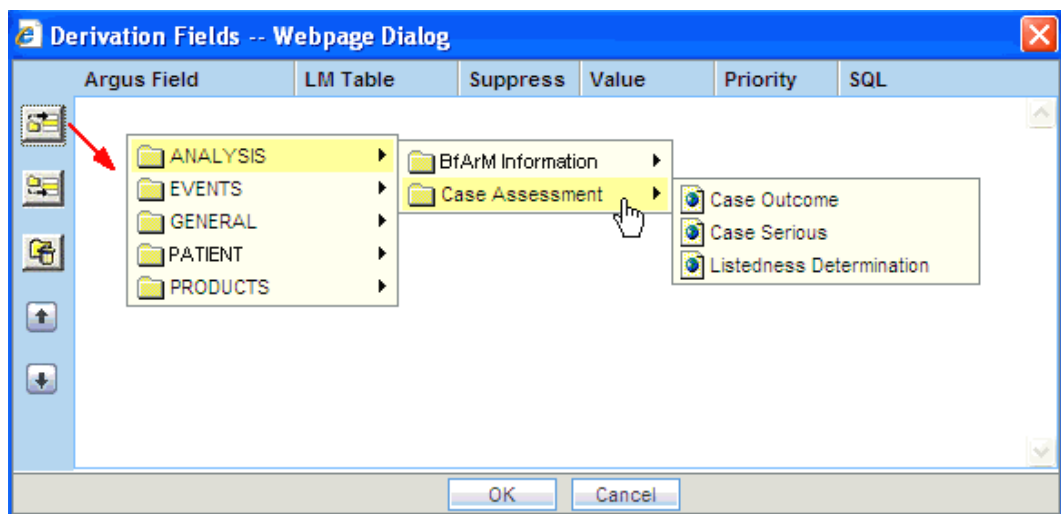 Derivation Fields -- Webpage Dialog
Argus Field LM Table Suppress Value Priority SQL
ANALYSIS
EVENTS
GENERAL
PATIENT
PRODUCTS
BfArM Information
Case Assessment
Case Outcome
Case Serious
Listedness Determination
OK Cancel